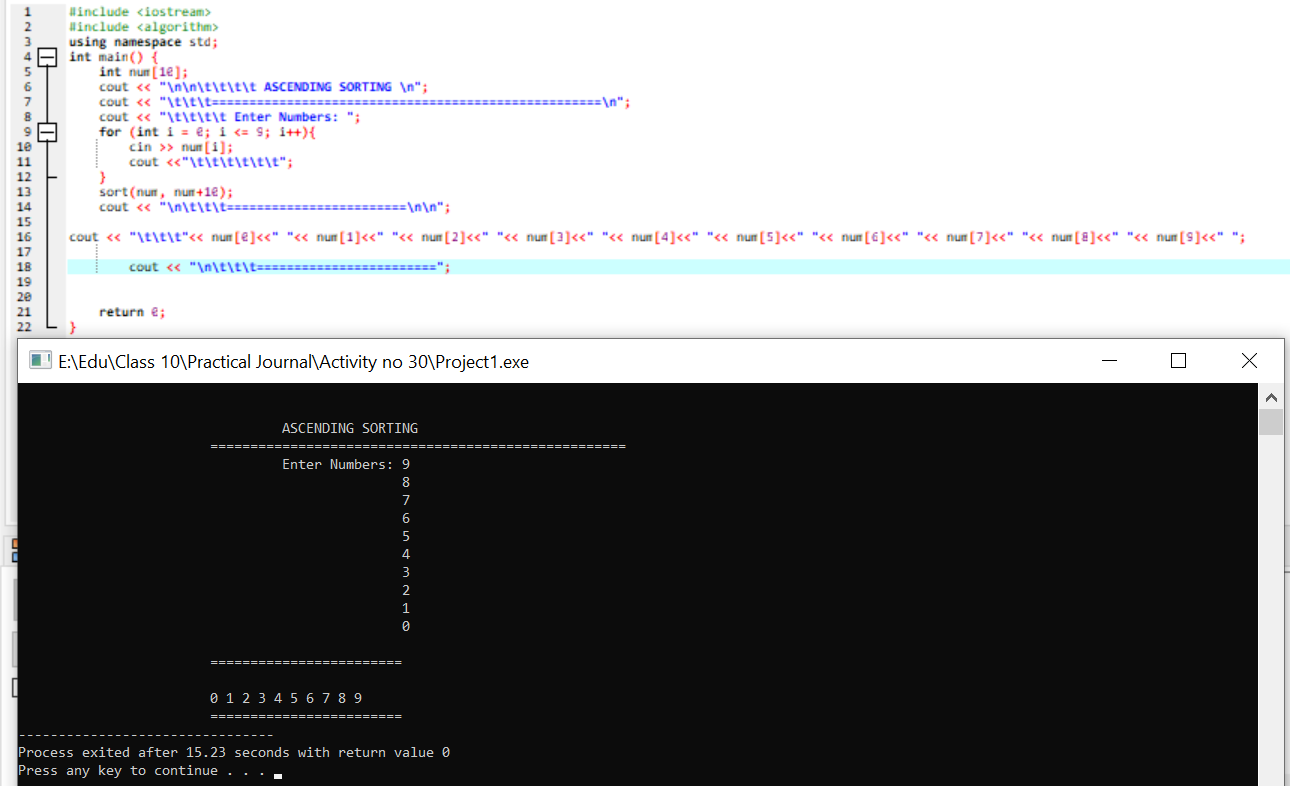 1 #include <iostream>
2 #include <algorithm>
3 using namespace std;
4 int main() {
5 int num[10];
6 cout << "\n\n\t\t\t\t ASCENDING SORTING \n";
7 cout << "\t\t\t====================================================\n";
8 cout << "\t\t\t\t Enter Numbers: ";
9 for (int i = 0; i <= 9; i++){
10 cin >> num[i];
11 cout <<"\t\t\t\t\t\t";
12 }
13 sort(num, num+10);
14 cout << "\n\t\t\t========================\n\n";
15
16 cout << "\t\t\t"<< num[0]<<" "<< num[1]<<" "<< num[2]<<" "<< num[3]<<" "<< num[4]<<" "<< num[5]<<" "<< num[6]<<" "<< num[7]<<" "<< num[8]<<" "<< num[9]<<" ";
17
18 cout << "\n\t\t\t========================";
19
20
21 return 0;
22 }
E:\Edu\Class 10\Practical Journal\Activity no 30\Project1.exe
ASCENDING SORTING
====================================================
Enter Numbers: 9
8
7
6
5
4
3
2
1
0
========================
0 1 2 3 4 5 6 7 8 9
========================
--------------------------------
Process exited after 15.23 seconds with return value 0
Press any key to continue . . .